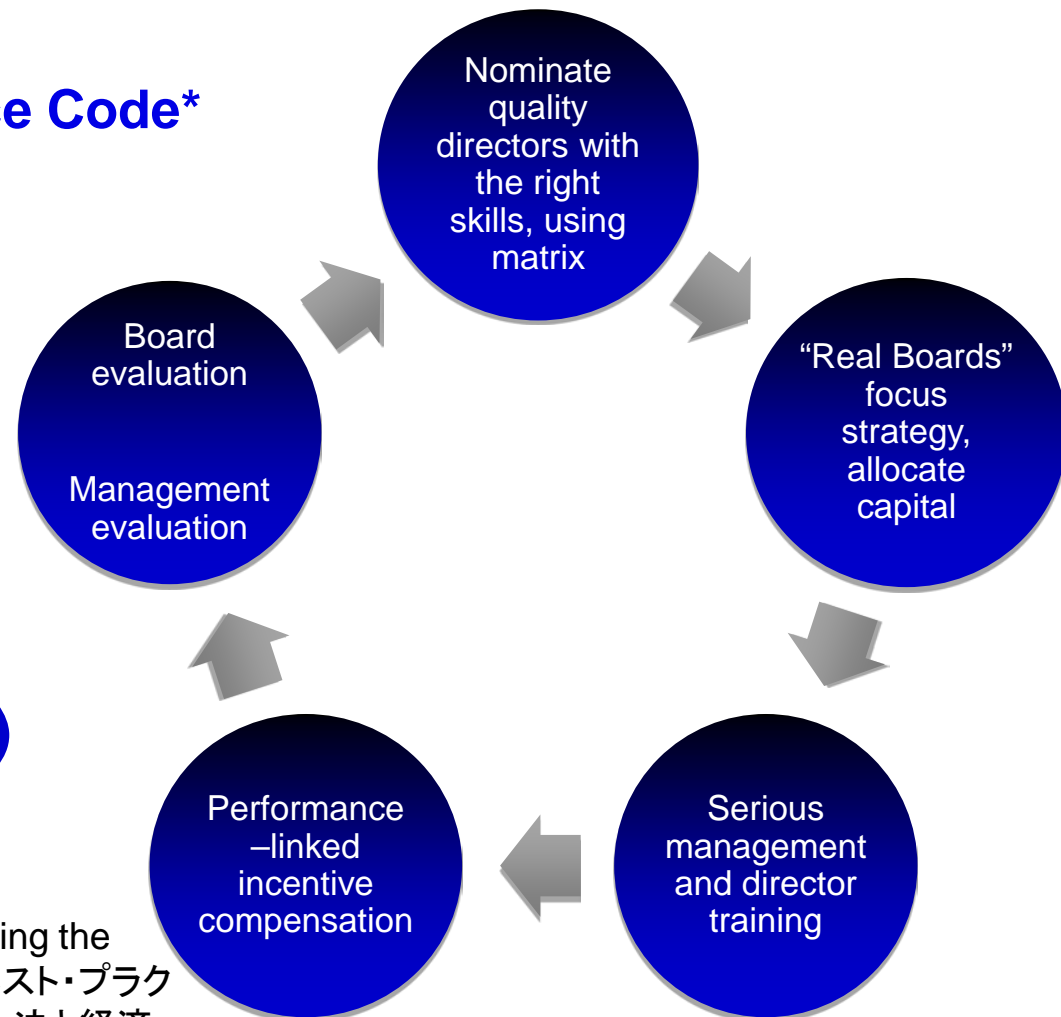 ce Code*
Nominate
quality
directors with
the right
skills, using
matrix
“Real Boards”
focus
strategy,
allocate
capital
Serious
management
and director
training
Performance
–linked
incentive
compensation
Board
evaluation
Management
evaluation
ing the
スト・プラク